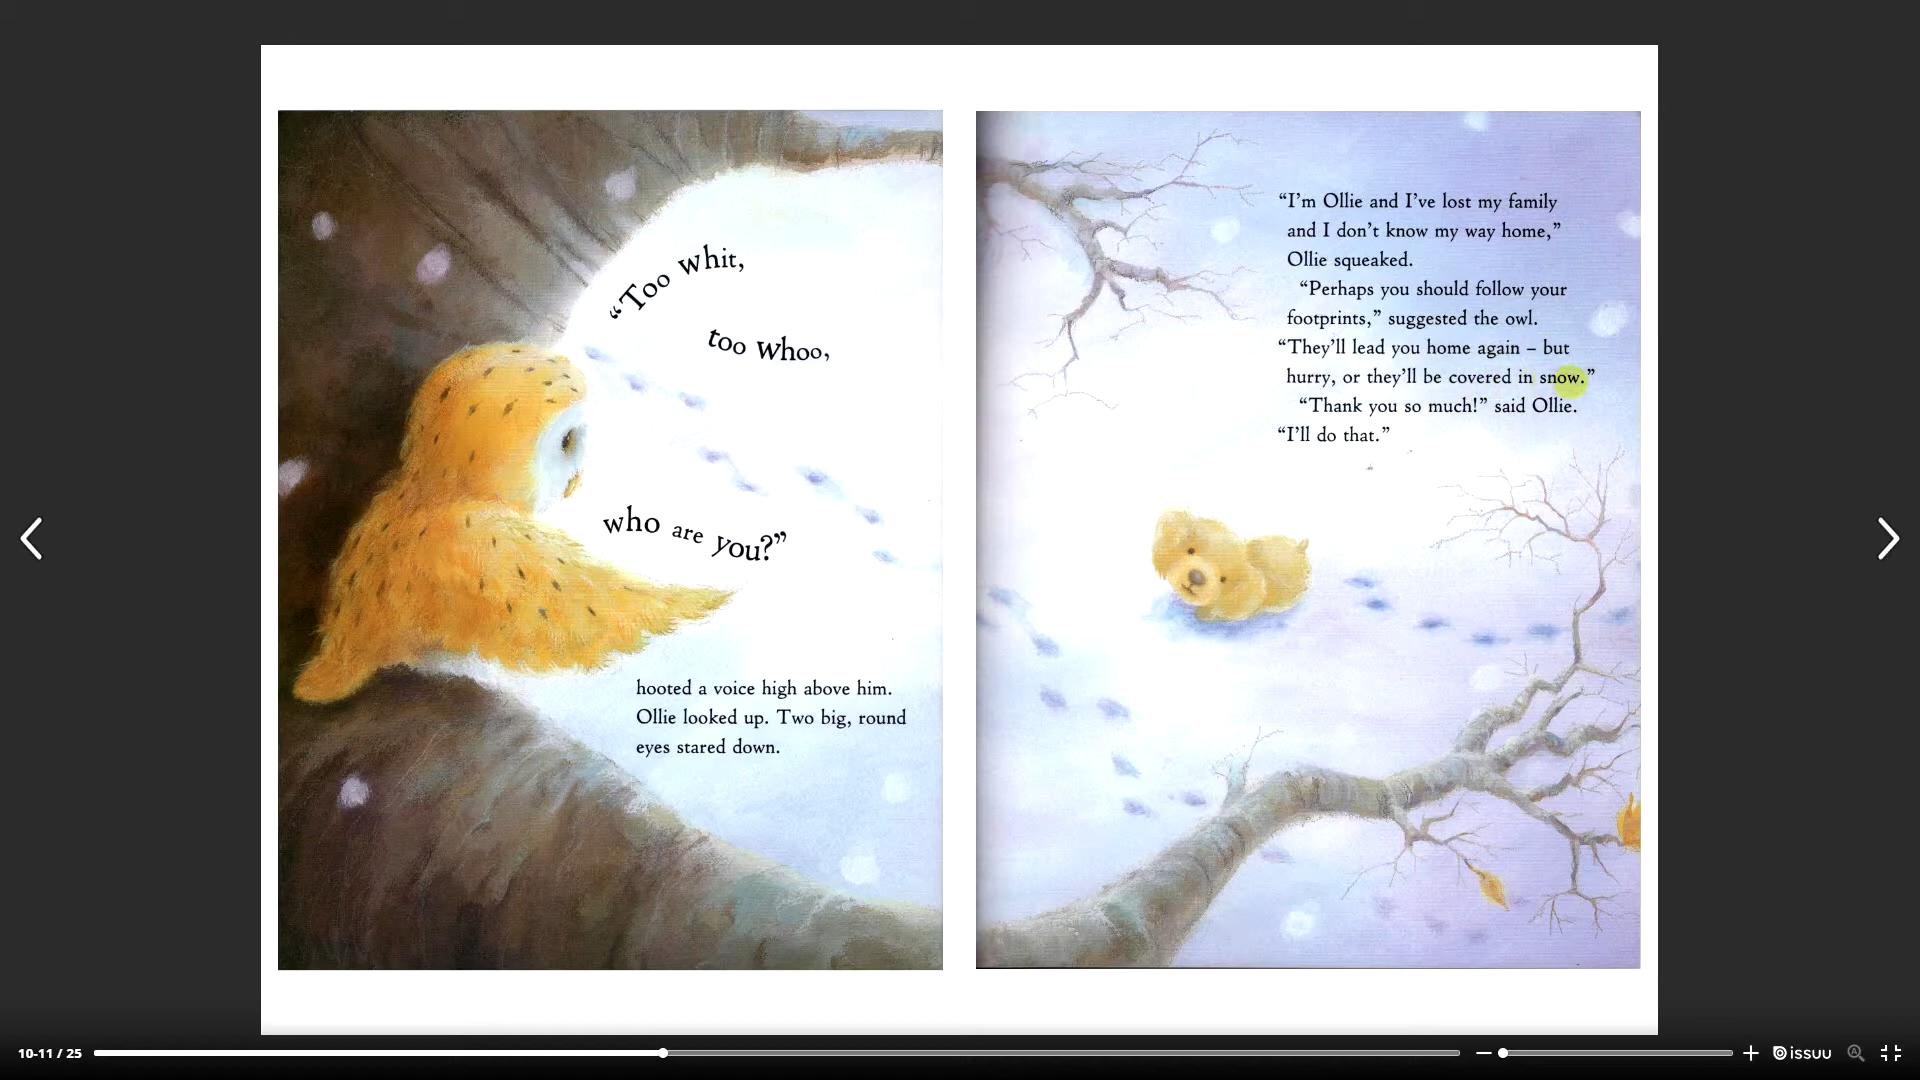 “Too whit,
too whoo,
who are you?”
hooted a voice high above him.
Ollie looked up. Two big, round
eyes stared down.
“I’m Ollie and I’ve lost my family
and I don’t know my way home,”
Ollie squeaked.
“Perhaps you should follow your
footprints,” suggested the owl.
“They’ll lead you home again – but
hurry, or they’ll be covered in snow.”
“Thank you so much!” said Ollie.
“I’ll do that.”
10-11 / 25
issuu